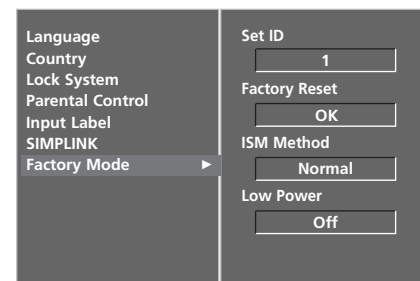 Language
Country
Lock System
Parental Control
Input Label
SIMPLINK
Factory Mode ►
Set ID
1
Factory Reset
OK
ISM Method
Normal
Low Power
Off